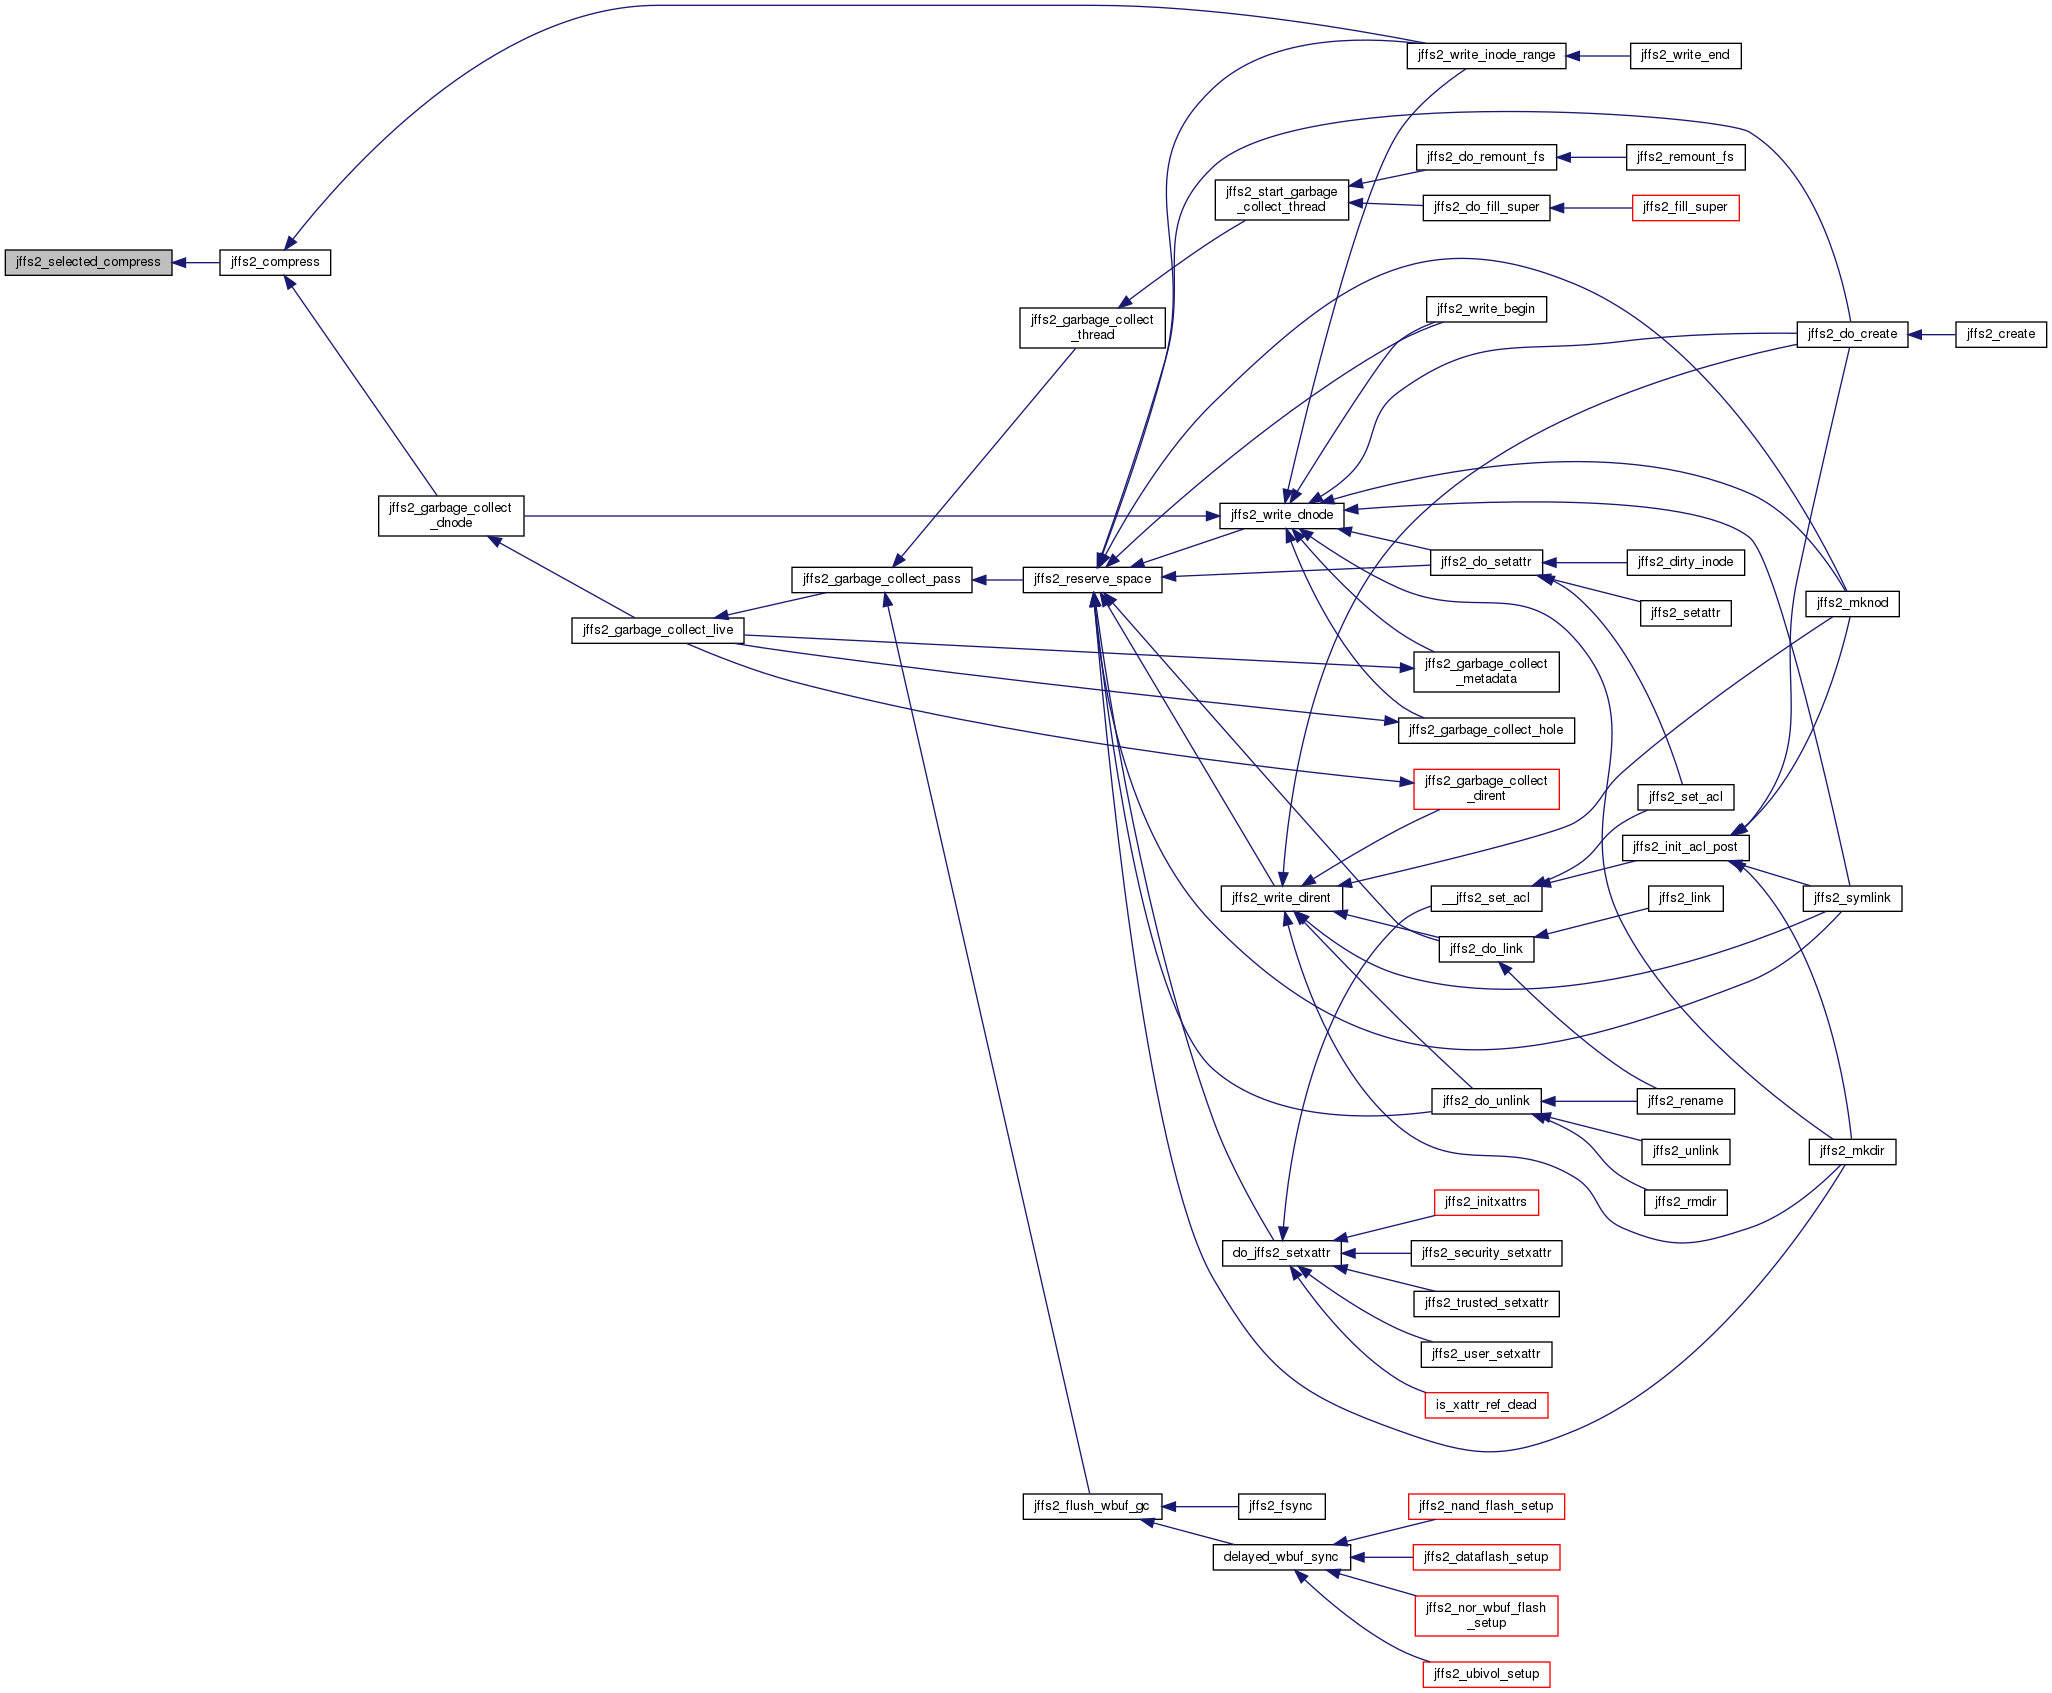 jffs2_write_inode_range
jffs2_write_end
jffs2_do_remount_fs
jffs2_remount_fs
jffs2_start_garbage
_collect_thread
jffs2_do_fill_super
jffs2_fill_super
jffs2_selected_compress
jffs2_compress
jffs2_garbage_collect
_thread
jffs2_write_begin
jffs2_do_create
jffs2_create
jffs2_garbage_collect
_dnode
jffs2_write_dnode
jffs2_do_setattr
jffs2_dirty_inode
jffs2_garbage_collect_pass
jffs2_reserve_space
jffs2_setattr
jffs2_mknod
jffs2_garbage_collect_live
jffs2_garbage_collect
_metadata
jffs2_garbage_collect_hole
jffs2_garbage_collect
_dirent
jffs2_set_acl
jffs2_init_acl_post
jffs2_write_dirent
__jffs2_set_acl
jffs2_link
jffs2_symlink
jffs2_do_link
jffs2_do_unlink
jffs2_rename
jffs2_unlink
jffs2_mkdir
jffs2_rmdir
jffs2_initxattrs
do_jffs2_setxattr
jffs2_security_setxattr
jffs2_trusted_setxattr
jffs2_user_setxattr
is_xattr_ref_dead
jffs2_flush_wbuf_gc
jffs2_fsync
jffs2_nand_flash_setup
delayed_wbuf_sync
jffs2_dataflash_setup
jffs2_nor_wbuf_flash
_setup
jffs2_ubivol_setup